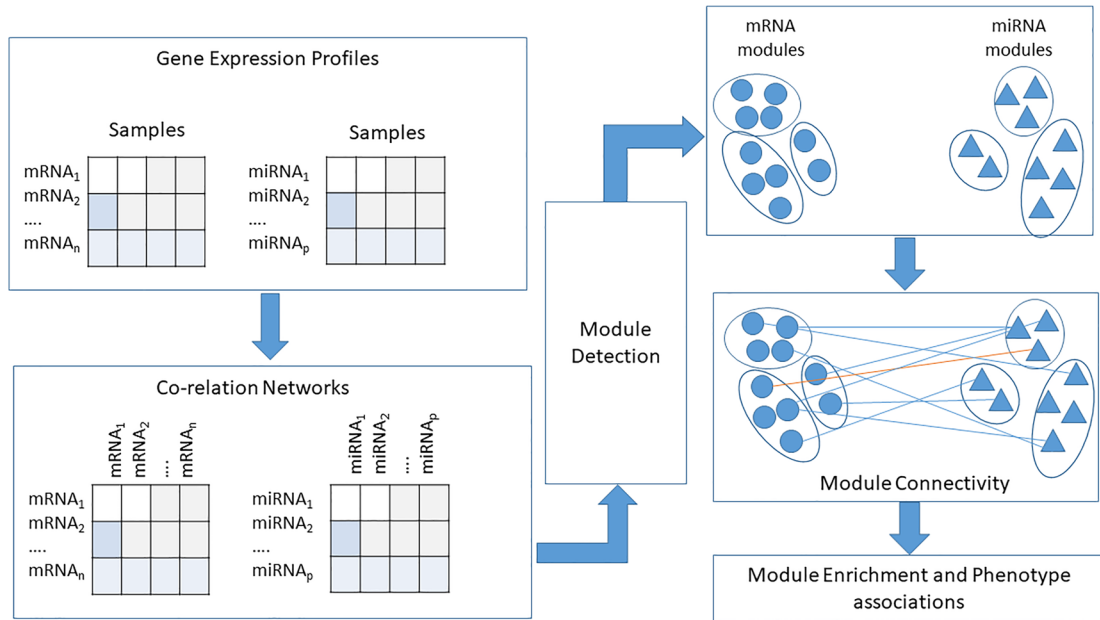 Gene Expression Profiles
Samples
mRNA1
mRNA2
....
mRNAn
Samples
miRNA1
miRNA2
....
miRNAp
Co-relation Networks
mRNA1
mRNA2
....
mRNAn
mRNA1
mRNA2
....
mRNAn
miRNA1
miRNA2
....
miRNAp
miRNA1
miRNA2
....
miRNAp
Module
Detection
mRNA
modules
miRNA
modules
Module Connectivity
Module Enrichment and Phenotype
associations